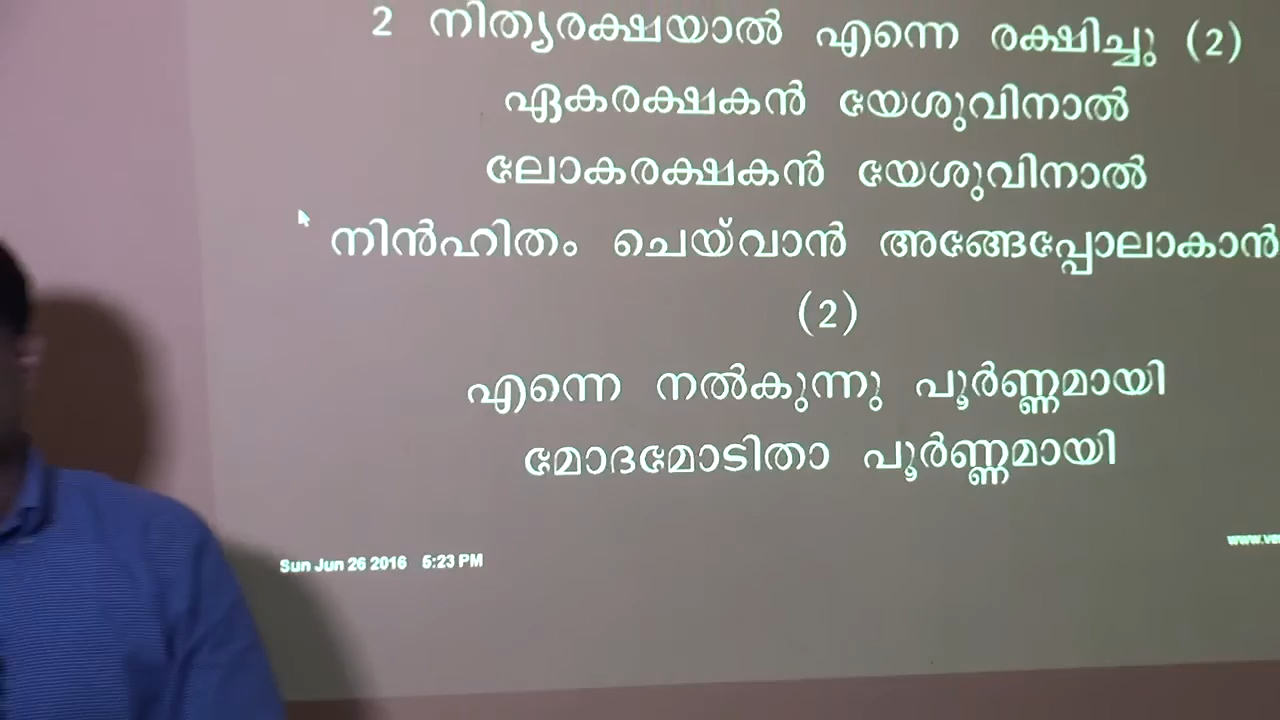 2 നിത്യരക്ഷയാൽ എന്നെ രക്ഷിച്ചു (2)
ഏകരക്ഷകൻ യേശുവിനാൽ
ലോകരക്ഷകൻ യേശുവിനാൽ
നിൻഹിതം ചെയ്‌വാൻ അങ്ങേപ്പോലാകാൻ
(2)
എന്നെ നൽകുന്നു പൂർണ്ണമായി
മോദമോടിതാ പൂർണ്ണമായി
Sun Jun 26 2016 5:23 PM